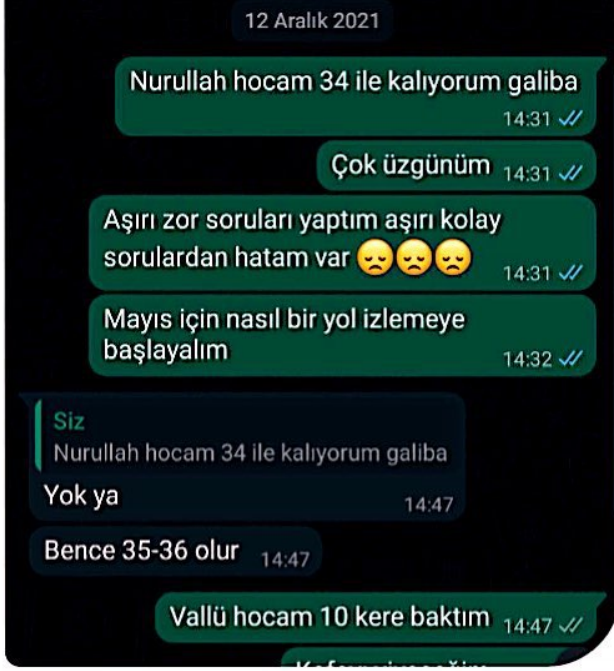 12 Aralık 2021
Nurullah hocam 34 ile kalıyorum galiba
14:31
Çok üzgünüm 14:31
Aşırı zor soruları yaptım aşırı kolay
sorulardan hatam var 😞😞😞 14:31
Mayıs için nasıl bir yol izlemeye
başlayalım 14:32
Siz
Nurullah hocam 34 ile kalıyorum galiba
Yok ya 14:47
Bence 35-36 olur 14:47
Vallü hocam 10 kere baktım 14:47